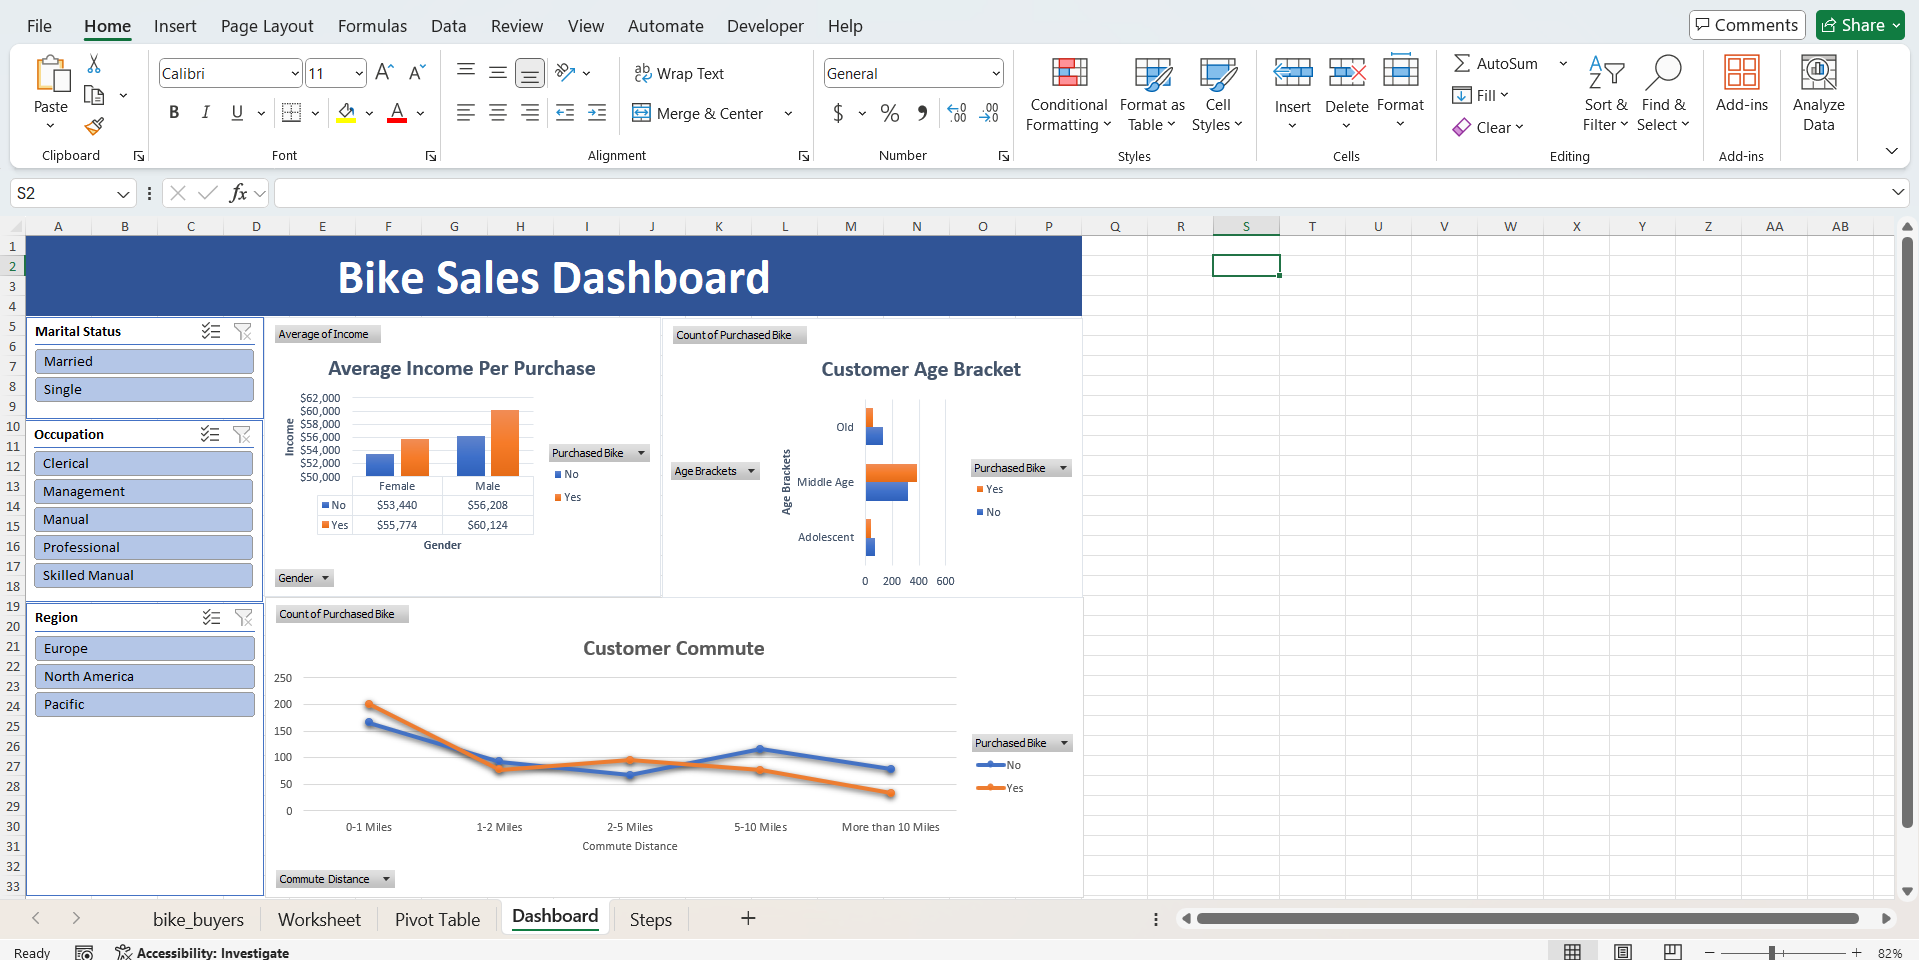 File Home Insert Page Layout Formulas Data Review View Automate Developer Help Comments Share
Paste
Calibri 11
B I U A
Wrap Text
Merge & Center
General
$ %
Conditional Formatting
Format as Table
Cell Styles
Insert
Delete
Format
AutoSum
Fill
Clear
Sort & Filter
Find & Select
Add-ins
Analyze Data
Clipboard Font Alignment Number Styles Cells Editing Add-ins
S2 fx
A B C D E F G H I J K L M N O P Q R S T U V W X Y Z AA AB
1
2
3
4
5
6
7
8
9
10
11
12
13
14
15
16
17
18
19
20
21
22
23
24
25
26
27
28
29
30
31
32
33
Bike Sales Dashboard
Marital Status
Married
Single
Occupation
Clerical
Management
Manual
Professional
Skilled Manual
Region
Europe
North America
Pacific
Average of Income
Average Income Per Purchase
$62,000
$60,000
$58,000
$56,000
$54,000
$52,000
$50,000
Income
Female Male
No $53,440 $56,208
Yes $55,774 $60,124
Gender
Purchased Bike
No
Yes
Gender
Count of Purchased Bike
Customer Age Bracket
Age Brackets
Age Brackets
Old
Middle Age
Adolescent
0 200 400 600
Purchased Bike
Yes
No
Count of Purchased Bike
Customer Commute
250
200
150
100
50
0
0-1 Miles 1-2 Miles 2-5 Miles 5-10 Miles More than 10 Miles
Commute Distance
Purchased Bike
No
Yes
Commute Distance
bike_buyers Worksheet Pivot Table Dashboard Steps
Ready Accessibility: Investigate 82%